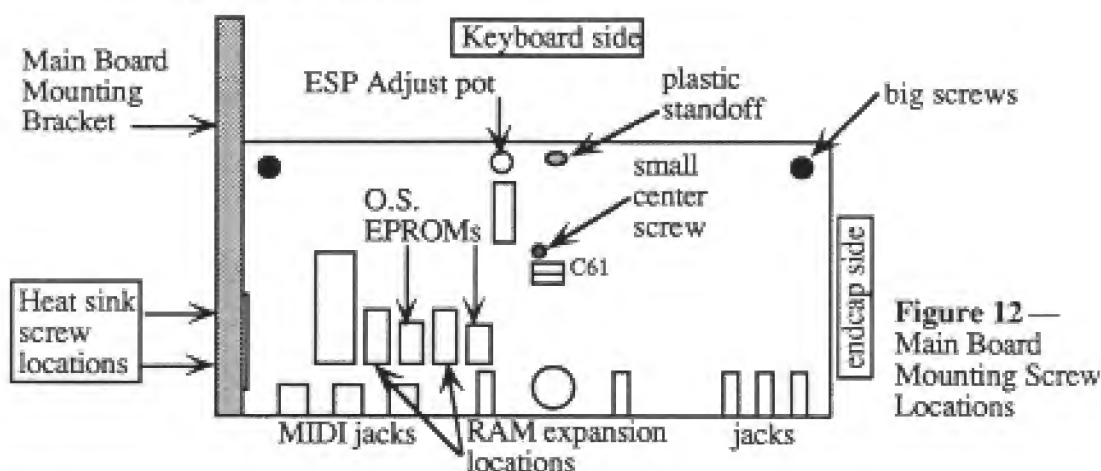 Keyboard side
Main Board
Mounting
Bracket
ESP Adjust pot
plastic
standoff
big screws
small
center
screw
O.S.
EPROMs
C61
endcap side
Heat sink
screw
locations
Figure 12—
Main Board
Mounting Screw
Locations
MIDI jacks
RAM expansion
locations
jacks